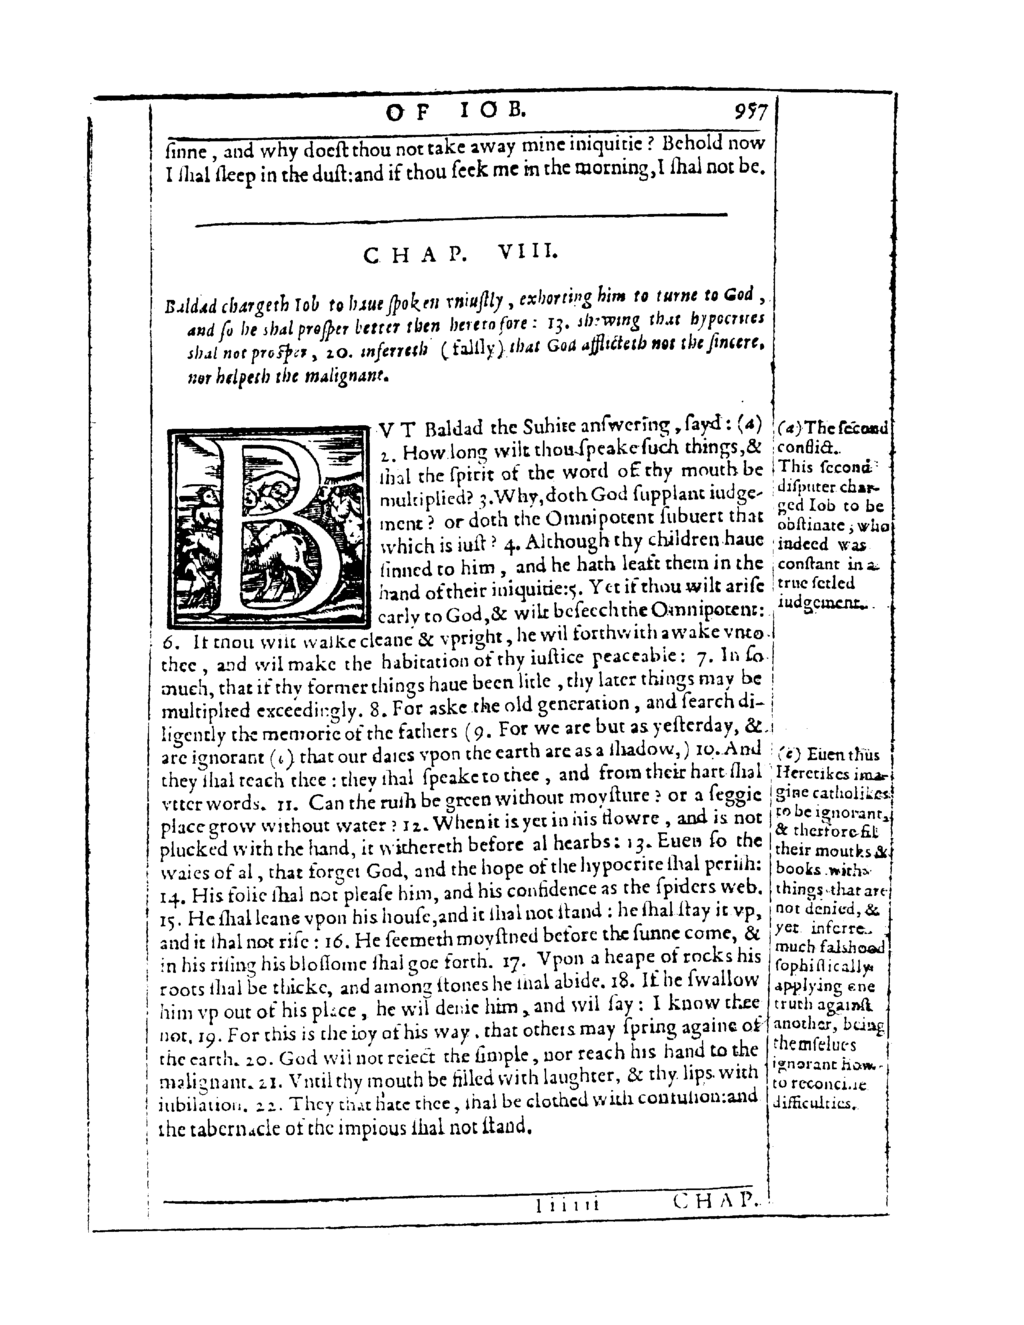 OF IOB. 957
ſinne, and why doeſt thou not take away mine iniquitie? Behold now
I ſhal ſleep in the duſt: and if thou ſeek me in the morning, I ſhal not be.
CHAP. VIII.
Baldad chargeth Iob to haue ſpoken vniuſtly, exhorting him to turne to God,
and ſo he shal proſper better then heretofore: 13. shewing that hypocrites
shal not proſper, 20. inferreth (falſly) that God afflicteth not the ſincere,
nor helpeth the malignant.
BVT Baldad the Suhite anſwering, ſayd: (a)
2. How long wilt thou ſpeake ſuch things, &
ſhal the ſpirit of the word of thy mouth be
multiplied? 3. Why, doth God ſupplant iudge-
ment? or doth the Omnipotent ſubuert that
which is iuſt? 4. Although thy children haue
ſinned to him, and he hath leaft them in the
hand of their iniquitie: 5. Yet if thou wilt ariſe
early to God, & wilt beſeech the Omnipotent:
6. If thou wilt walke cleane & vpright, he wil forthwith awake vnto
thee, and wil make the habitation of thy iuſtice peaceable: 7. In ſo
much, that if thy former things haue been litle, thy later things may be
multiplied exceedingly. 8. For aske the old generation, and ſearch di-
ligently the memorie of the fathers (9. For we are but as yeſterday, &
are ignorant (c) that our daies vpon the earth are as a ſhadow,) 10. And
they ſhal teach thee: they ſhal ſpeake to thee, and from their hart ſhal
vtter words. 11. Can the ruſh be green without moyſture? or a ſeggie
place grow without water? 12. When it is yet in his flowre, and is not
plucked with the hand, it withereth before al hearbs: 13. Euen ſo the
waies of al, that forget God, and the hope of the hypocrite ſhal periſh:
14. His folie ſhal not pleaſe him, and his confidence as the ſpiders web.
15. He ſhal leane vpon his houſe, and it ſhal not ſtand: he ſhal ſtay it vp,
and it ſhal not riſe: 16. He ſeemeth moyſtned before the ſunne come, &
in his riſing his bloſſome ſhal goe forth. 17. Vpon a heape of rocks his
roots ſhal be thicke, and among ſtones he ſhal abide. 18. If he ſwallow
him vp out of his place, he wil denie him, and wil ſay: I know thee
not. 19. For this is the ioy of his way, that others may ſpring againe of
the earth. 20. God wil not reiect the ſimple, nor reach his hand to the
malignant. 21. Vntil thy mouth be filled with laughter, & thy lips with
iubilation. 22. They that hate thee, ſhal be clothed with confuſion: and
the tabernacle of the impious ſhal not ſtand.
(a) The ſecond
conflict.
This ſecond
diſputer char-
ged Iob to be
obſtinate, who
indeed was
conſtant in a
true ſetled
iudgement.
(c) Euen thus
Heretikes ima-
gine catholikes
to be ignorant,
& therfore fil
their mouths &
books with
things that are
not denied, &
yet inferre
much falshood
ſophiſtically
applying one
truth againſt
another, being
themſelues
ignorant how
to reconcile
difficulties.
Iiiiii CHAP.